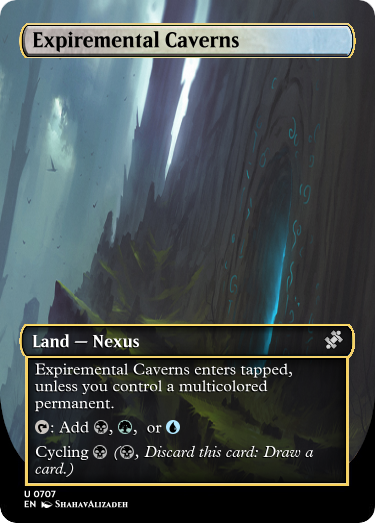 Expiremental Caverns
Land — Nexus
Expiremental Caverns enters tapped,
unless you control a multicolored
permanent.
: Add , , or
Cycling (, Discard this card: Draw a
card.)
U 0707
EN ShahavAlizadeh